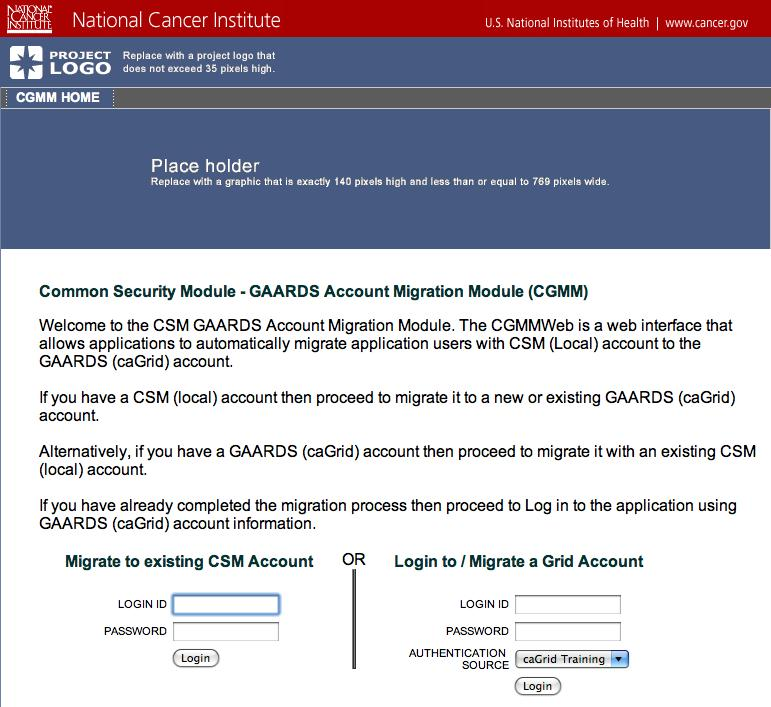 NATIONAL
CANCER
INSTITUTE
National Cancer Institute
U.S. National Institutes of Health | www.cancer.gov
PROJECT
LOGO
Replace with a project logo that
does not exceed 35 pixels high.
CGMM HOME
Place holder
Replace with a graphic that is exactly 140 pixels high and less than or equal to 769 pixels wide.
Common Security Module - GAARDS Account Migration Module (CGMM)
Welcome to the CSM GAARDS Account Migration Module. The CGMMWeb is a web interface that
allows applications to automatically migrate application users with CSM (Local) account to the
GAARDS (caGrid) account.
If you have a CSM (local) account then proceed to migrate it to a new or existing GAARDS (caGrid)
account.
Alternatively, if you have a GAARDS (caGrid) account then proceed to migrate it with an existing CSM
(local) account.
If you have already completed the migration process then proceed to Log in to the application using
GAARDS (caGrid) account information.
Migrate to existing CSM Account
LOGIN ID
PASSWORD
Login
OR
Login to / Migrate a Grid Account
LOGIN ID
PASSWORD
AUTHENTICATION
SOURCE
caGrid Training
Login